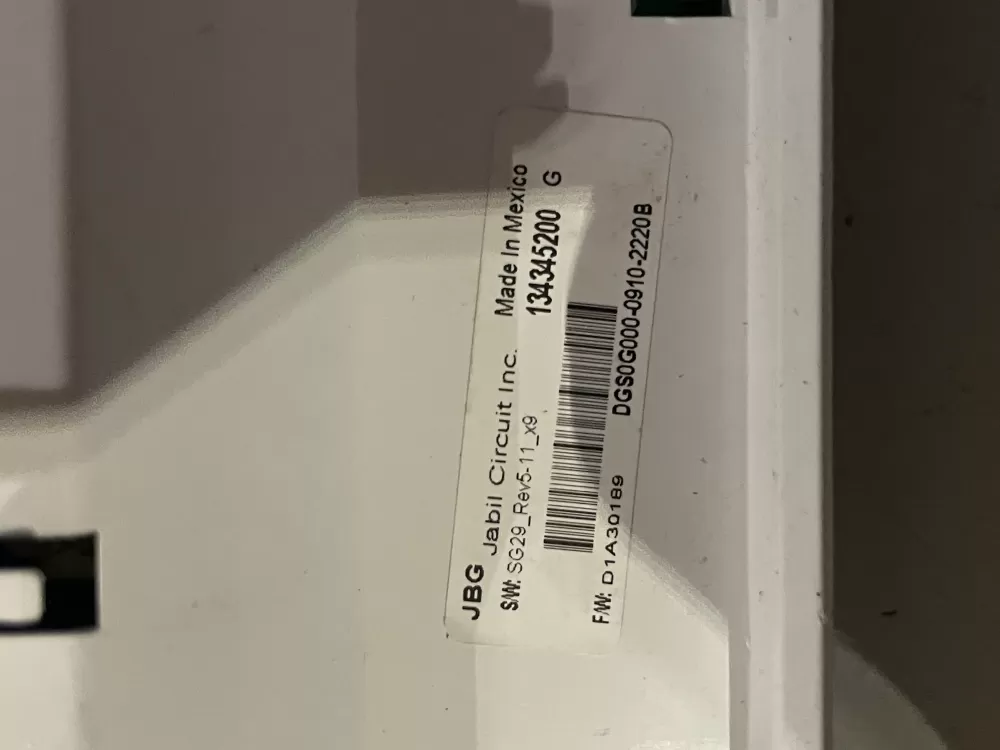 JBG Jabil Circuit Inc. Made In Mexico
S/W: SG29_Rev5-11_x9 134345200 G
F/W: D1A30189 DGS0G000-0910-2220B